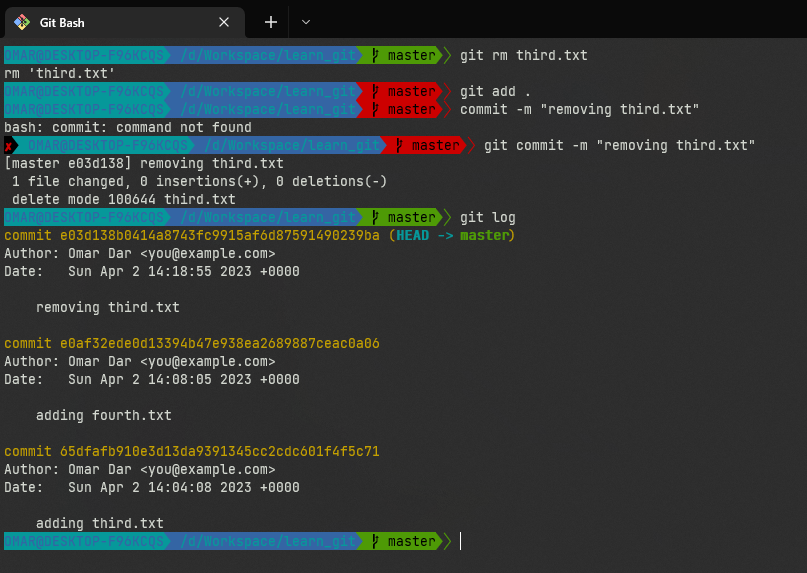 Git Bash
OMAR@DESKTOP-F96KCQS /d/Workspace/learn_git master git rm third.txt
rm 'third.txt'
OMAR@DESKTOP-F96KCQS /d/Workspace/learn_git master git add .
OMAR@DESKTOP-F96KCQS /d/Workspace/learn_git master commit -m "removing third.txt"
bash: commit: command not found
✘ OMAR@DESKTOP-F96KCQS /d/Workspace/learn_git master git commit -m "removing third.txt"
[master e03d138] removing third.txt
 1 file changed, 0 insertions(+), 0 deletions(-)
 delete mode 100644 third.txt
OMAR@DESKTOP-F96KCQS /d/Workspace/learn_git master git log
commit e03d138b0414a8743fc9915af6d87591490239ba (HEAD -> master)
Author: Omar Dar <you@example.com>
Date:   Sun Apr 2 14:18:55 2023 +0000
    removing third.txt
commit e0af32ede0d13394b47e938ea2689887ceac0a06
Author: Omar Dar <you@example.com>
Date:   Sun Apr 2 14:08:05 2023 +0000
    adding fourth.txt
commit 65dfafb910e3d13da9391345cc2cdc601f4f5c71
Author: Omar Dar <you@example.com>
Date:   Sun Apr 2 14:04:08 2023 +0000
    adding third.txt
OMAR@DESKTOP-F96KCQS /d/Workspace/learn_git master